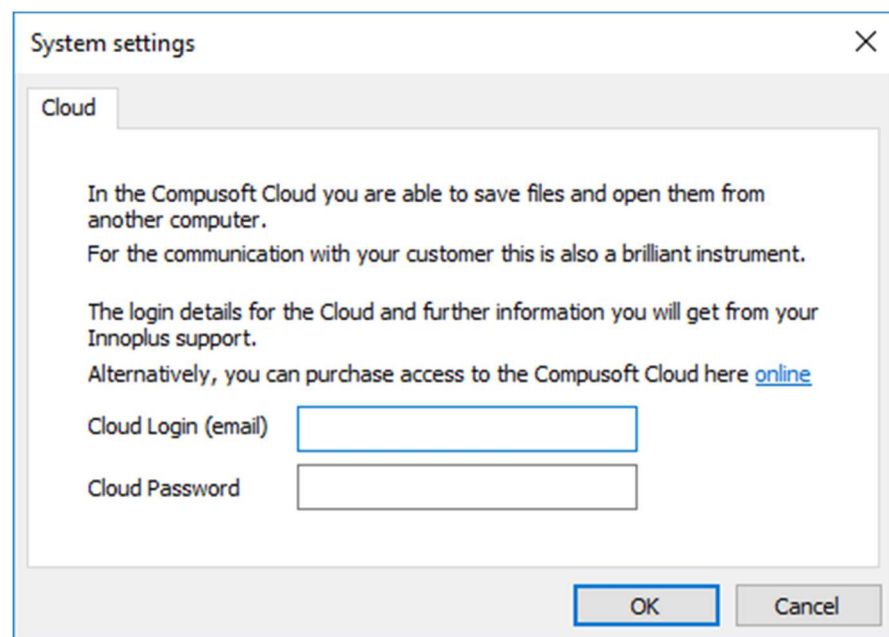 System settings
Cloud
In the Compusoft Cloud you are able to save files and open them from
another computer.
For the communication with your customer this is also a brilliant instrument.
The login details for the Cloud and further information you will get from your
Innoplus support.
Alternatively, you can purchase access to the Compusoft Cloud here online
Cloud Login (email)
Cloud Password
OK Cancel